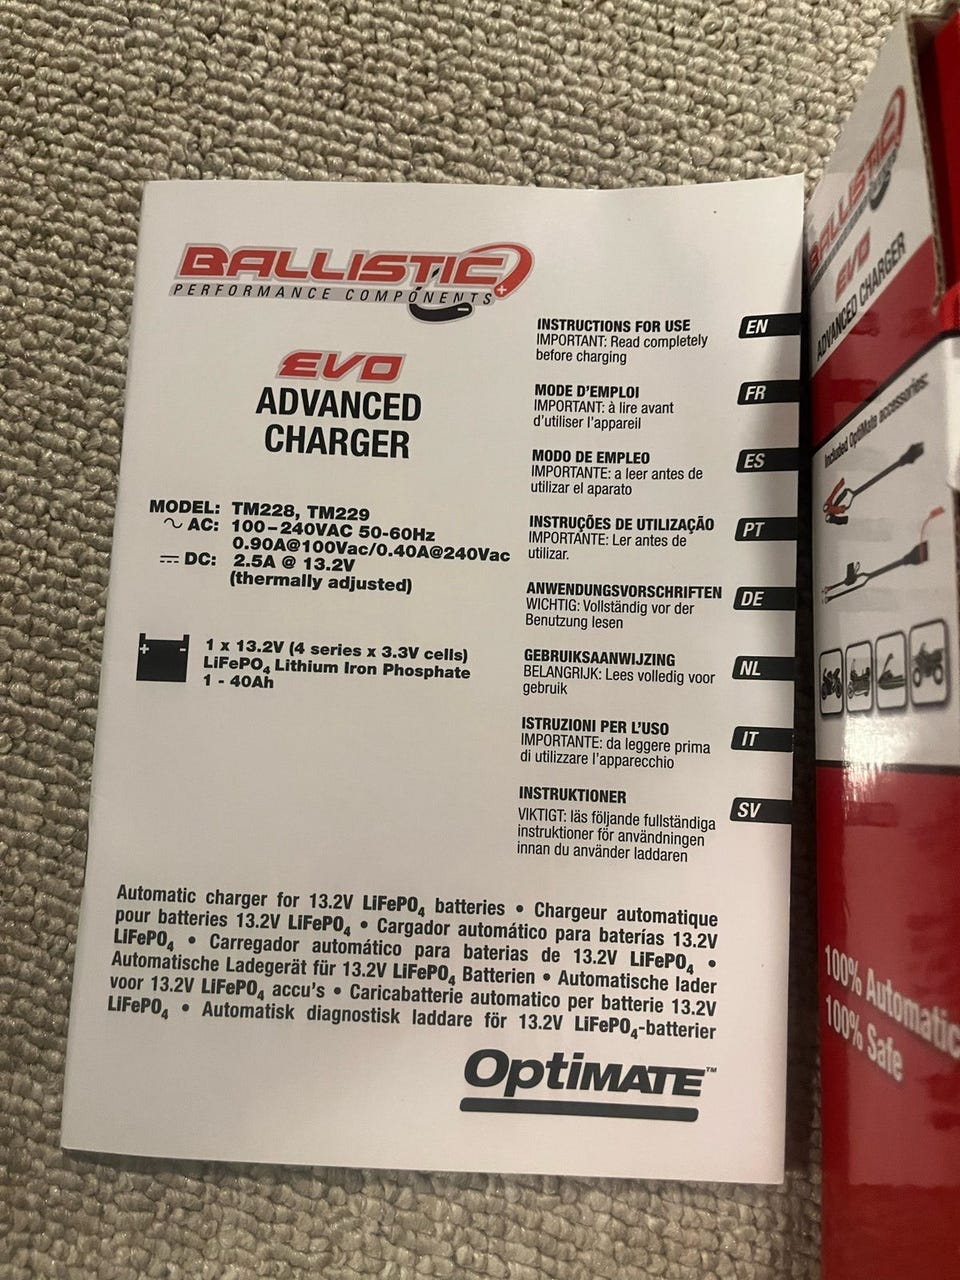 BALLISTIC
PERFORMANCE COMPONENTS
EVO
ADVANCED
CHARGER
MODEL: TM228, TM229
~ AC: 100-240VAC 50-60Hz
0.90A@100Vac/0.40A@240Vac
⎓ DC: 2.5A @ 13.2V
(thermally adjusted)
+ -
1 x 13.2V (4 series x 3.3V cells)
LiFePO4 Lithium Iron Phosphate
1 - 40Ah
INSTRUCTIONS FOR USE
IMPORTANT: Read completely
before charging
EN
MODE D'EMPLOI
IMPORTANT: à lire avant
d'utiliser l'appareil
FR
MODO DE EMPLEO
IMPORTANTE: a leer antes de
utilizar el aparato
ES
INSTRUÇÕES DE UTILIZAÇÃO
IMPORTANTE: Ler antes de
utilizar.
PT
ANWENDUNGSVORSCHRIFTEN
WICHTIG: Vollständig vor der
Benutzung lesen
DE
GEBRUIKSAANWIJZING
BELANGRIJK: Lees volledig voor
gebruik
NL
ISTRUZIONI PER L'USO
IMPORTANTE: da leggere prima
di utilizzare l'apparecchio
IT
INSTRUKTIONER
VIKTIGT: läs följande fullständiga
instruktioner för användningen
innan du använder laddaren
SV
Automatic charger for 13.2V LiFePO4 batteries • Chargeur automatique
pour batteries 13.2V LiFePO4 • Cargador automático para baterías 13.2V
LiFePO4 • Carregador automático para baterias de 13.2V LiFePO4 •
Automatische Ladegerät für 13.2V LiFePO4 Batterien • Automatische lader
voor 13.2V LiFePO4 accu's • Caricabatterie automatico per batterie 13.2V
LiFePO4 • Automatisk diagnostisk laddare för 13.2V LiFePO4-batterier
OptiMATE™
BALLISTIC
PERFORMANCE COMPONENTS
EVO
ADVANCED CHARGER
Included OptiMate accessories:
100% Automatic
100% Safe